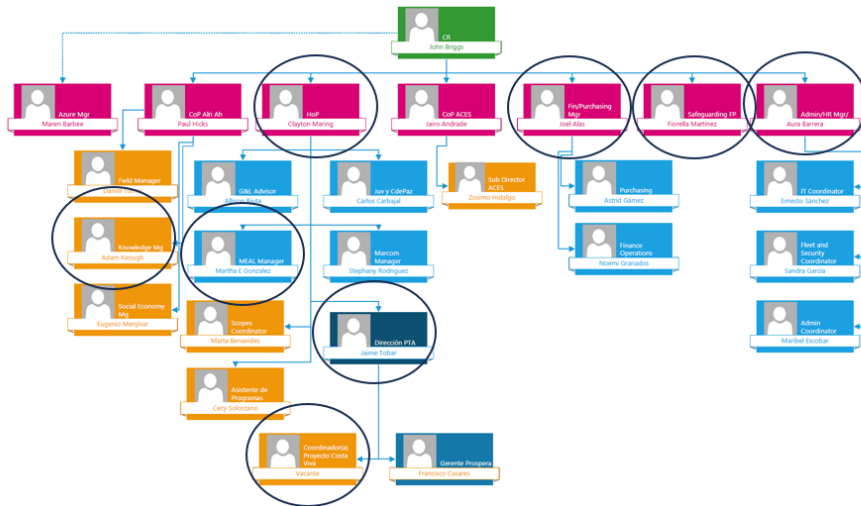 CR
John Briggs
Azure Mgr
Maren Barbee
CoP Alri Ah
Paul Hicks
HoP
Clayton Maring
CoP ACES
Jairo Andrade
Fin/Purchasing
Mgr
Joel Alas
Safeguarding FP
Fiorella Martínez
Admin/HR Mgr/
Aura Barrera
Field Manager
Daniel
G&L Advisor
Juv y CdePaz
Carlos Carbajal
Sub Director
ACES
Zosimo Hidalgo
Purchasing
Astrid Gámez
IT Coordinator
Ernesto Sánchez
Knowledge Mg
Adam Keough
MEAL Manager
Martha E Gonzalez
Marcom
Manager
Stephany Rodriguez
Finance
Operations
Noemi Granados
Fleet and
Security
Coordinator
Sandra García
Social Economy
Mg
Eugenio Menjivar
Scopes
Coordinator
Marta Benavides
Dirección PTA
Jaime Tobar
Admin
Coordinator
Maribel Escobar
Asistente de
Programas
Cecy Solorzano
Coordinador(a)
Proyecto Costa
Viva
Vacante
Gerente Prospera
Francisco Casares